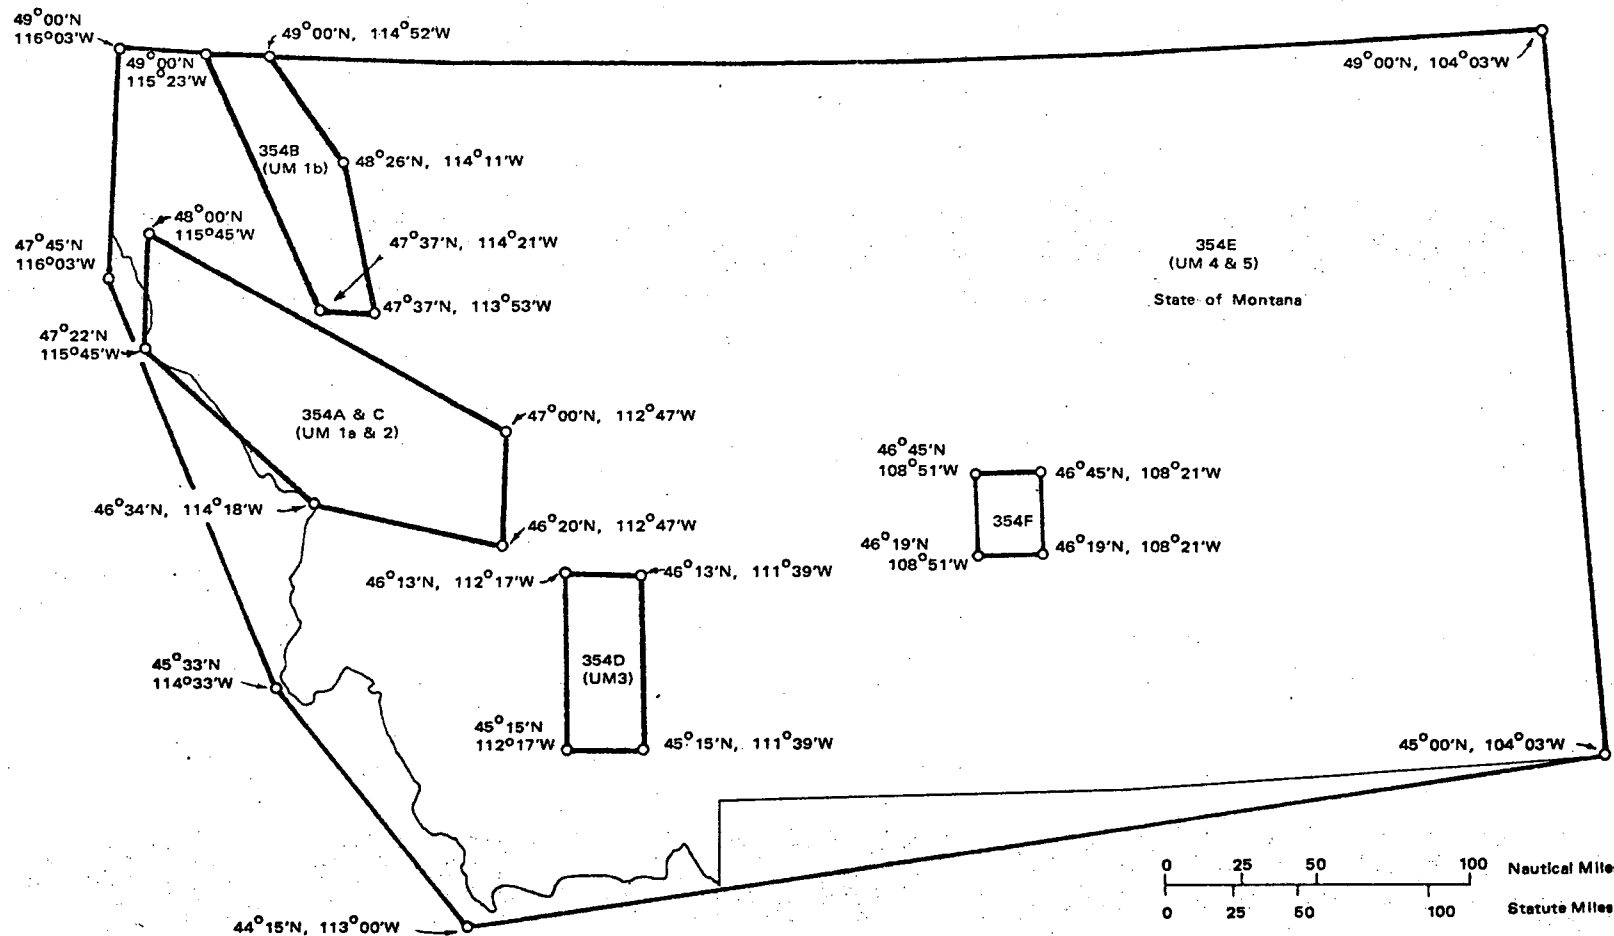 49°00'N
116°03'W
49°00'N
115°23'W
49°00'N, 114°52'W
49°00'N, 104°03'W
354B
(UM 1b)
48°26'N, 114°11'W
48°00'N
115°45'W
47°45'N
116°03'W
47°37'N, 114°21'W
47°37'N, 113°53'W
354E
(UM 4 & 5)
State of Montana
47°22'N
115°45'W
354A & C
(UM 1a & 2)
47°00'N, 112°47'W
46°45'N
108°51'W
46°45'N, 108°21'W
46°34'N, 114°18'W
46°20'N, 112°47'W
354F
46°19'N
108°51'W
46°19'N, 108°21'W
46°13'N, 112°17'W
46°13'N, 111°39'W
45°33'N
114°33'W
354D
(UM3)
45°15'N
112°17'W
45°15'N, 111°39'W
45°00'N, 104°03'W
44°15'N, 113°00'W
0 25 50 100 Nautical Mile
0 25 50 100 Statute Miles